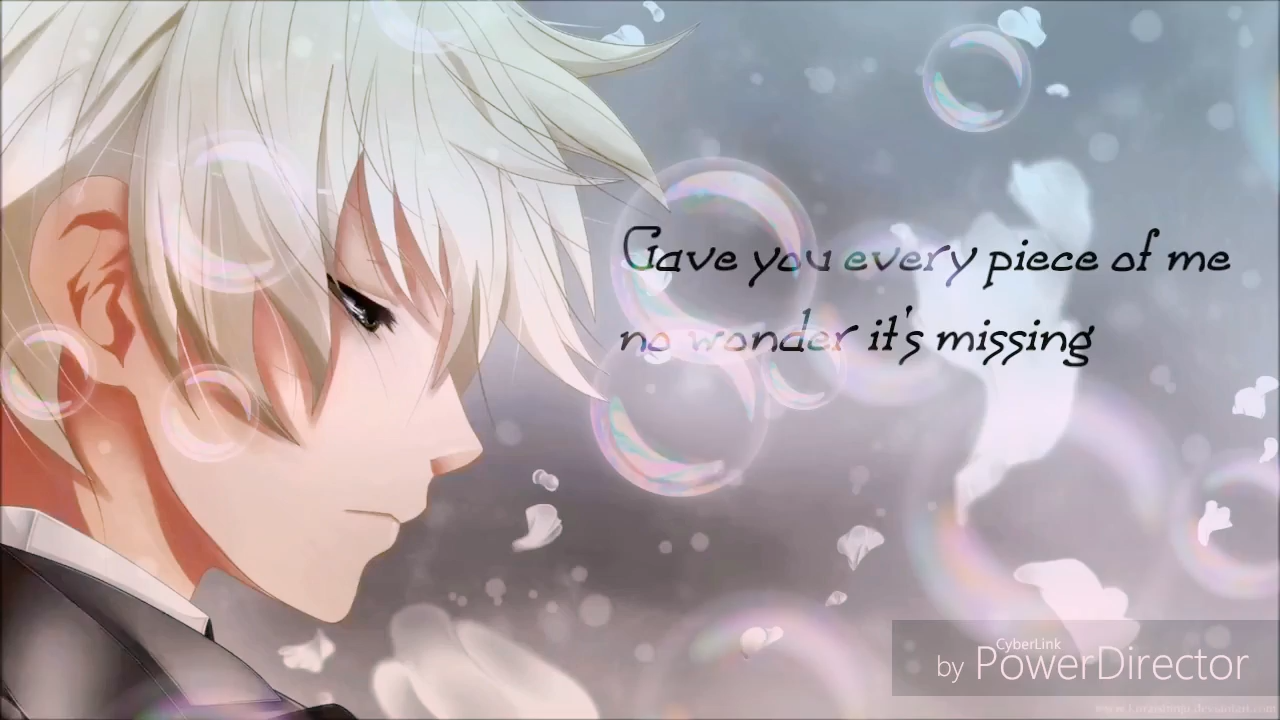 Gave you every piece of me
no wonder it's missing
CyberLink
by PowerDirector